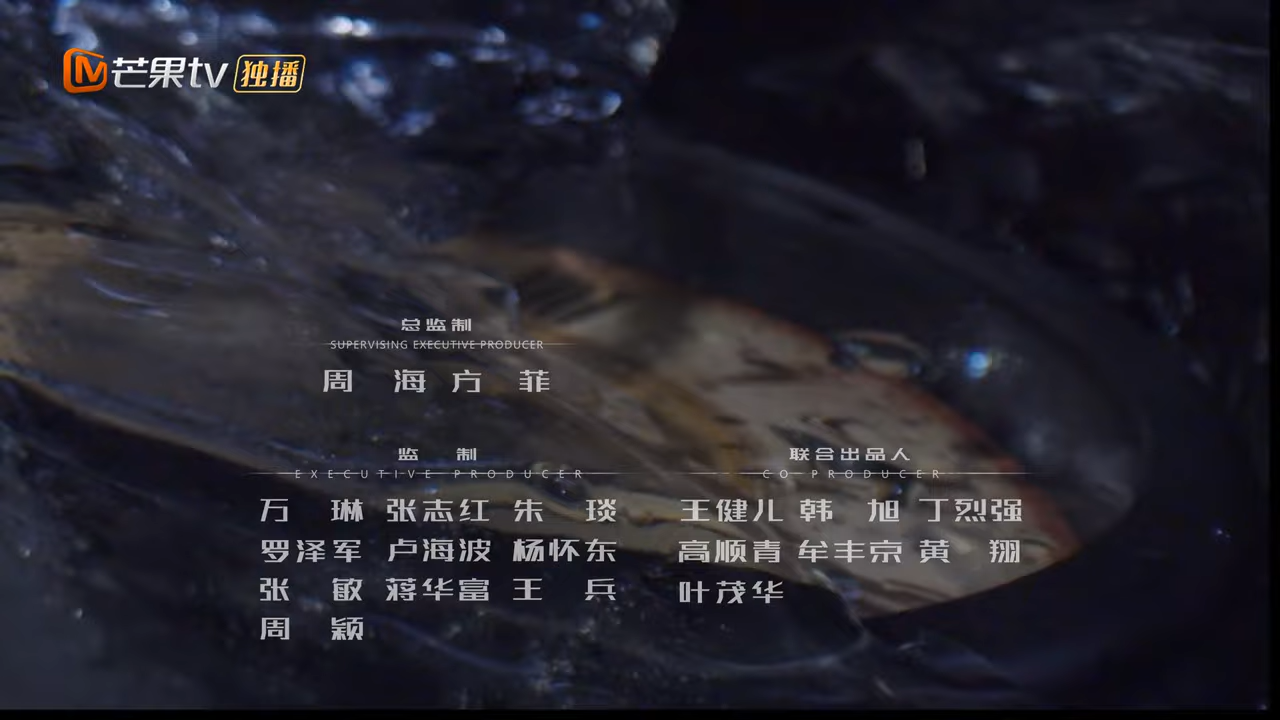 芒果tv 独播
总监制
SUPERVISING EXECUTIVE PRODUCER
周 海 方 菲
监 制
EXECUTIVE PRODUCER
万 琳 张志红 朱 琰
罗泽军 卢海波 杨怀东
张 敏 蒋华富 王 兵
周 颖
联合出品人
CO PRODUCER
王健儿 韩 旭 丁烈强
高顺青 牟丰京 黄 翔
叶茂华